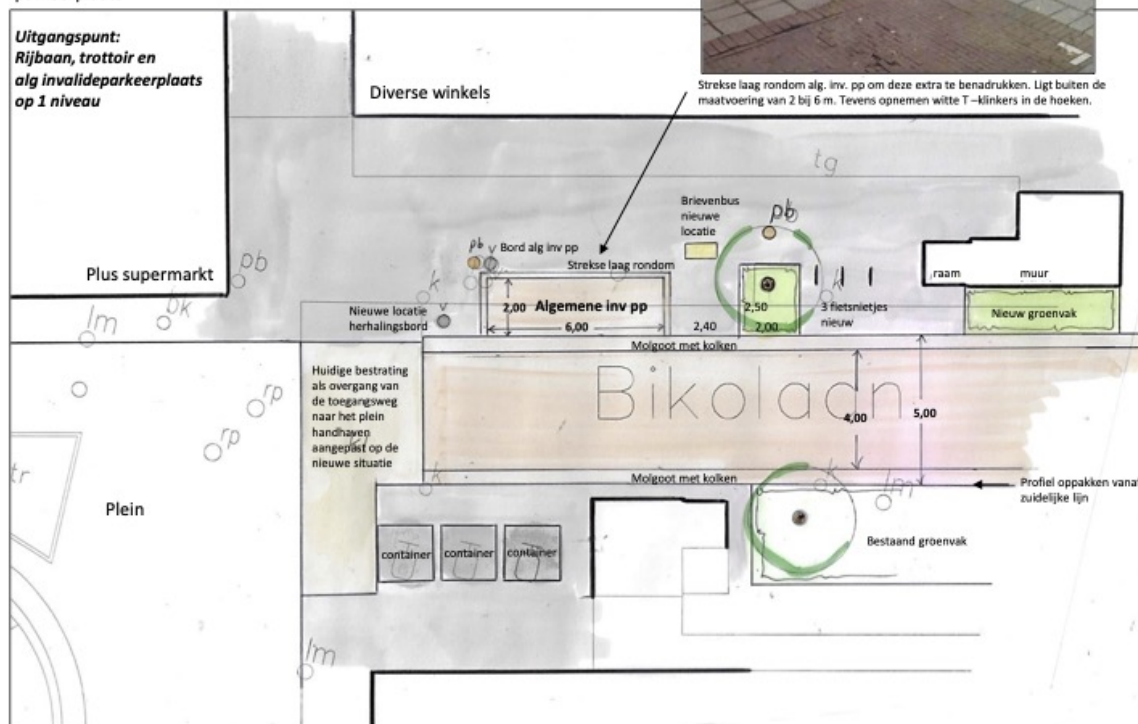 Uitgangspunt:
Rijbaan, trottoir en
alg invalideparkeerplaats
op 1 niveau
Diverse winkels
Strekse laag rondom alg. inv. pp om deze extra te benadrukken. Ligt buiten de
maatvoering van 2 bij 6 m. Tevens opnemen witte T –klinkers in de hoeken.
tg
Brievenbus
nieuwe
locatie
pb
pb
v
Bord alg inv pp
Strekse laag rondom
Plus supermarkt
pb
bk
lm
k
Nieuwe locatie
herhalingsbord
v
2,00
Algemene inv pp
6,00
2,40
2,50
2,00
k
3 fietsnietjes
nieuw
raam
muur
Nieuw groenvak
Molgoot met kolken
Huidige bestrating
als overgang van
de toegangsweg
naar het plein
handhaven
aangepast op de
nieuwe situatie
Bikolaan
4,00
5,00
rp
rp
tr
Plein
k
Molgoot met kolken
k
lm
Profiel oppakken vanaf
zuidelijke lijn
container
container
container
Bestaand groenvak
lm